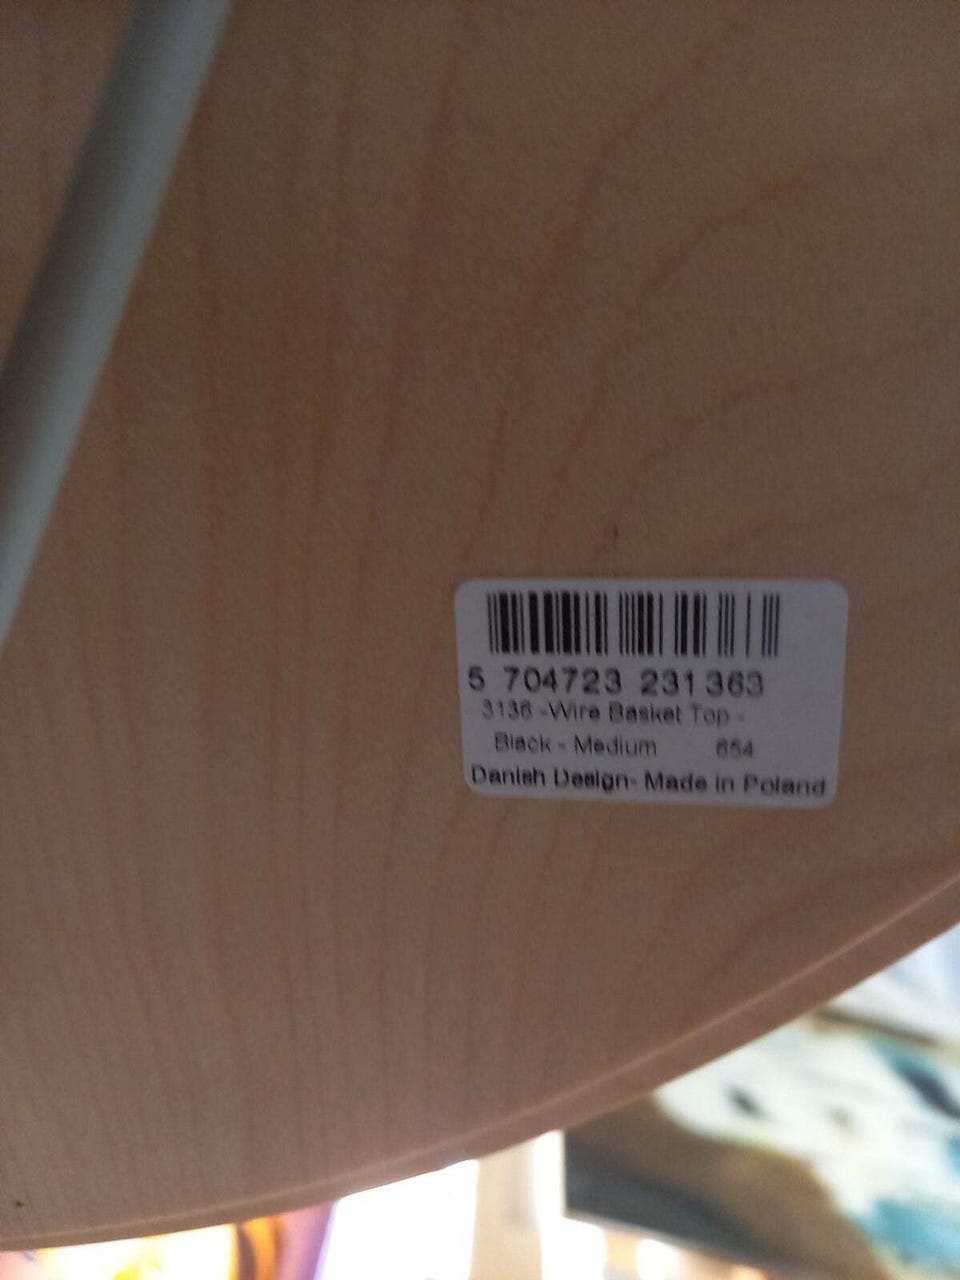 5 704723 231363
3136 -Wire Basket Top -
Black - Medium 654
Danish Design- Made in Poland